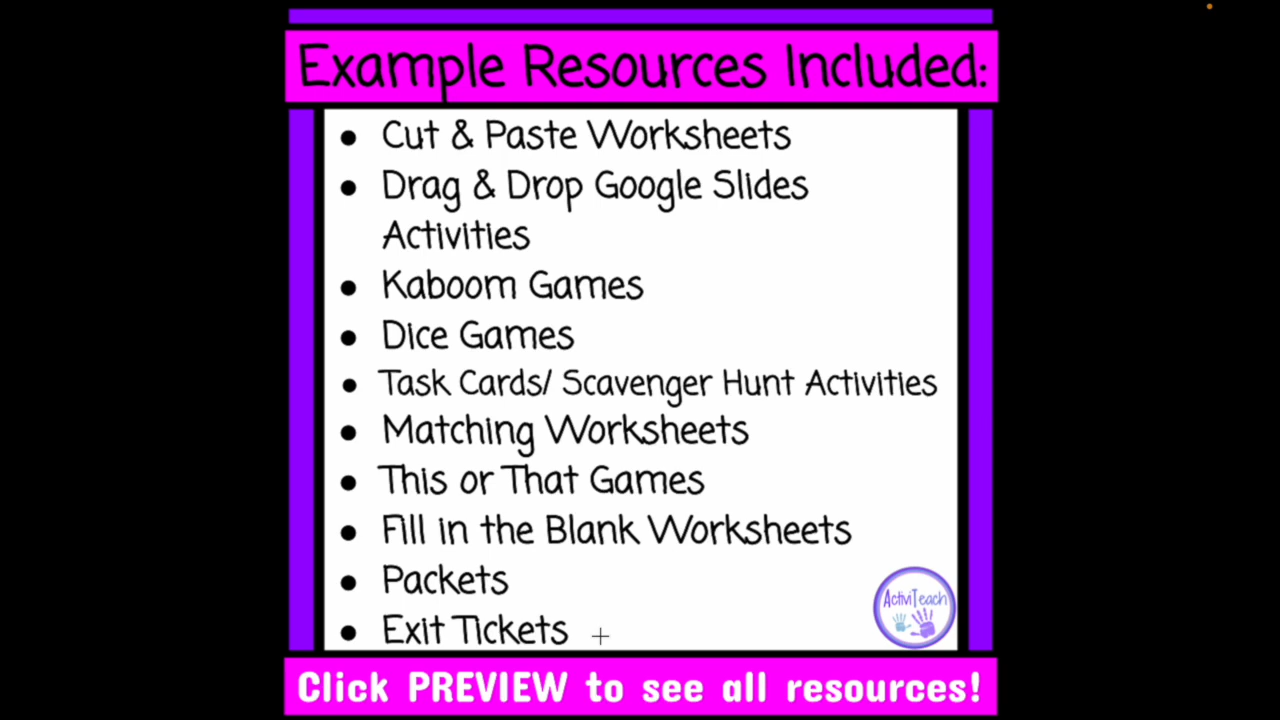 Example Resources Included:
● Cut & Paste Worksheets
● Drag & Drop Google Slides
Activities
● Kaboom Games
● Dice Games
● Task Cards/ Scavenger Hunt Activities
● Matching Worksheets
● This or That Games
● Fill in the Blank Worksheets
● Packets
● Exit Tickets
ActiviTeach
Click PREVIEW to see all resources!